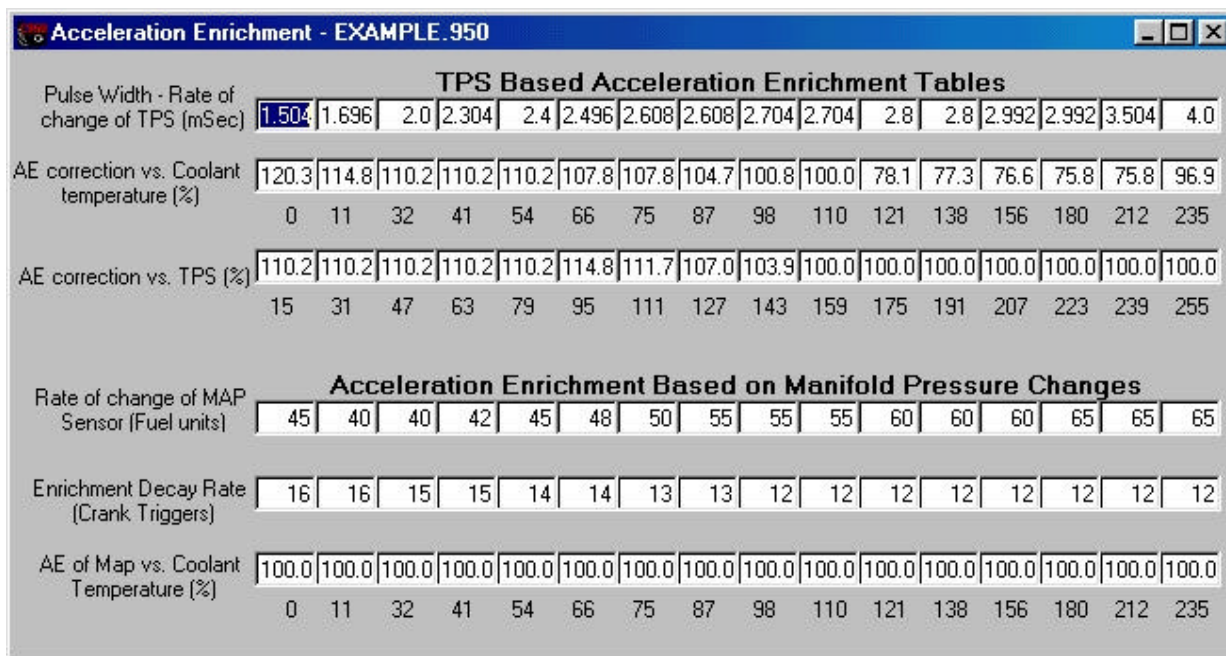 Acceleration Enrichment - EXAMPLE.950
TPS Based Acceleration Enrichment Tables
Pulse Width - Rate of
change of TPS (mSec)
1.504 1.696 2.0 2.304 2.4 2.496 2.608 2.608 2.704 2.704 2.8 2.8 2.992 2.992 3.504 4.0
AE correction vs. Coolant
temperature (%)
120.3 114.8 110.2 110.2 110.2 107.8 107.8 104.7 100.8 100.0 78.1 77.3 76.6 75.8 75.8 96.9
0 11 32 41 54 66 75 87 98 110 121 138 156 180 212 235
AE correction vs. TPS (%)
110.2 110.2 110.2 110.2 110.2 114.8 111.7 107.0 103.9 100.0 100.0 100.0 100.0 100.0 100.0 100.0
15 31 47 63 79 95 111 127 143 159 175 191 207 223 239 255
Acceleration Enrichment Based on Manifold Pressure Changes
Rate of change of MAP
Sensor (Fuel units)
45 40 40 42 45 48 50 55 55 55 60 60 60 65 65 65
Enrichment Decay Rate
(Crank Triggers)
16 16 15 15 14 14 13 13 12 12 12 12 12 12 12 12
AE of Map vs. Coolant
Temperature (%)
100.0 100.0 100.0 100.0 100.0 100.0 100.0 100.0 100.0 100.0 100.0 100.0 100.0 100.0 100.0 100.0
0 11 32 41 54 66 75 87 98 110 121 138 156 180 212 235